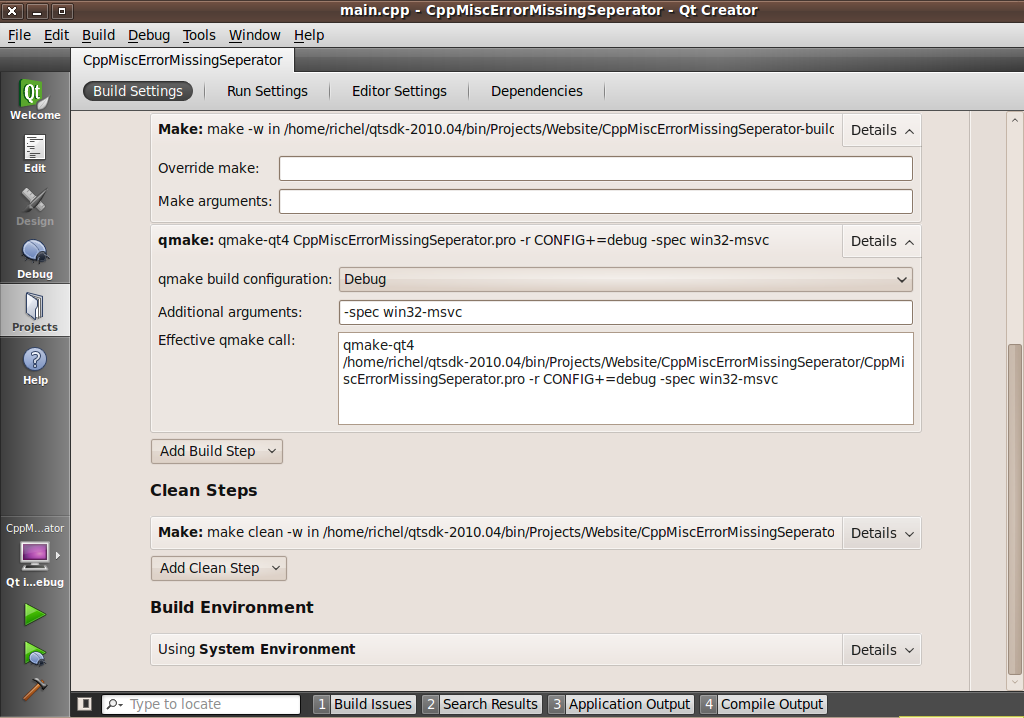 main.cpp - CppMiscErrorMissingSeperator - Qt Creator
File Edit Build Debug Tools Window Help
CppMiscErrorMissingSeperator
Build Settings Run Settings Editor Settings Dependencies
Qt
Welcome
Edit
Design
Debug
Projects
Help
CppM...ator
Qt i...ebug
Make: make -w in /home/richel/qtsdk-2010.04/bin/Projects/Website/CppMiscErrorMissingSeperator-build Details
Override make:
Make arguments:
qmake: qmake-qt4 CppMiscErrorMissingSeperator.pro -r CONFIG+=debug -spec win32-msvc Details
qmake build configuration: Debug
Additional arguments: -spec win32-msvc
Effective qmake call: qmake-qt4
/home/richel/qtsdk-2010.04/bin/Projects/Website/CppMiscErrorMissingSeperator/CppMi
scErrorMissingSeperator.pro -r CONFIG+=debug -spec win32-msvc
Add Build Step
Clean Steps
Make: make clean -w in /home/richel/qtsdk-2010.04/bin/Projects/Website/CppMiscErrorMissingSeperato Details
Add Clean Step
Build Environment
Using System Environment Details
Type to locate 1 Build Issues 2 Search Results 3 Application Output 4 Compile Output